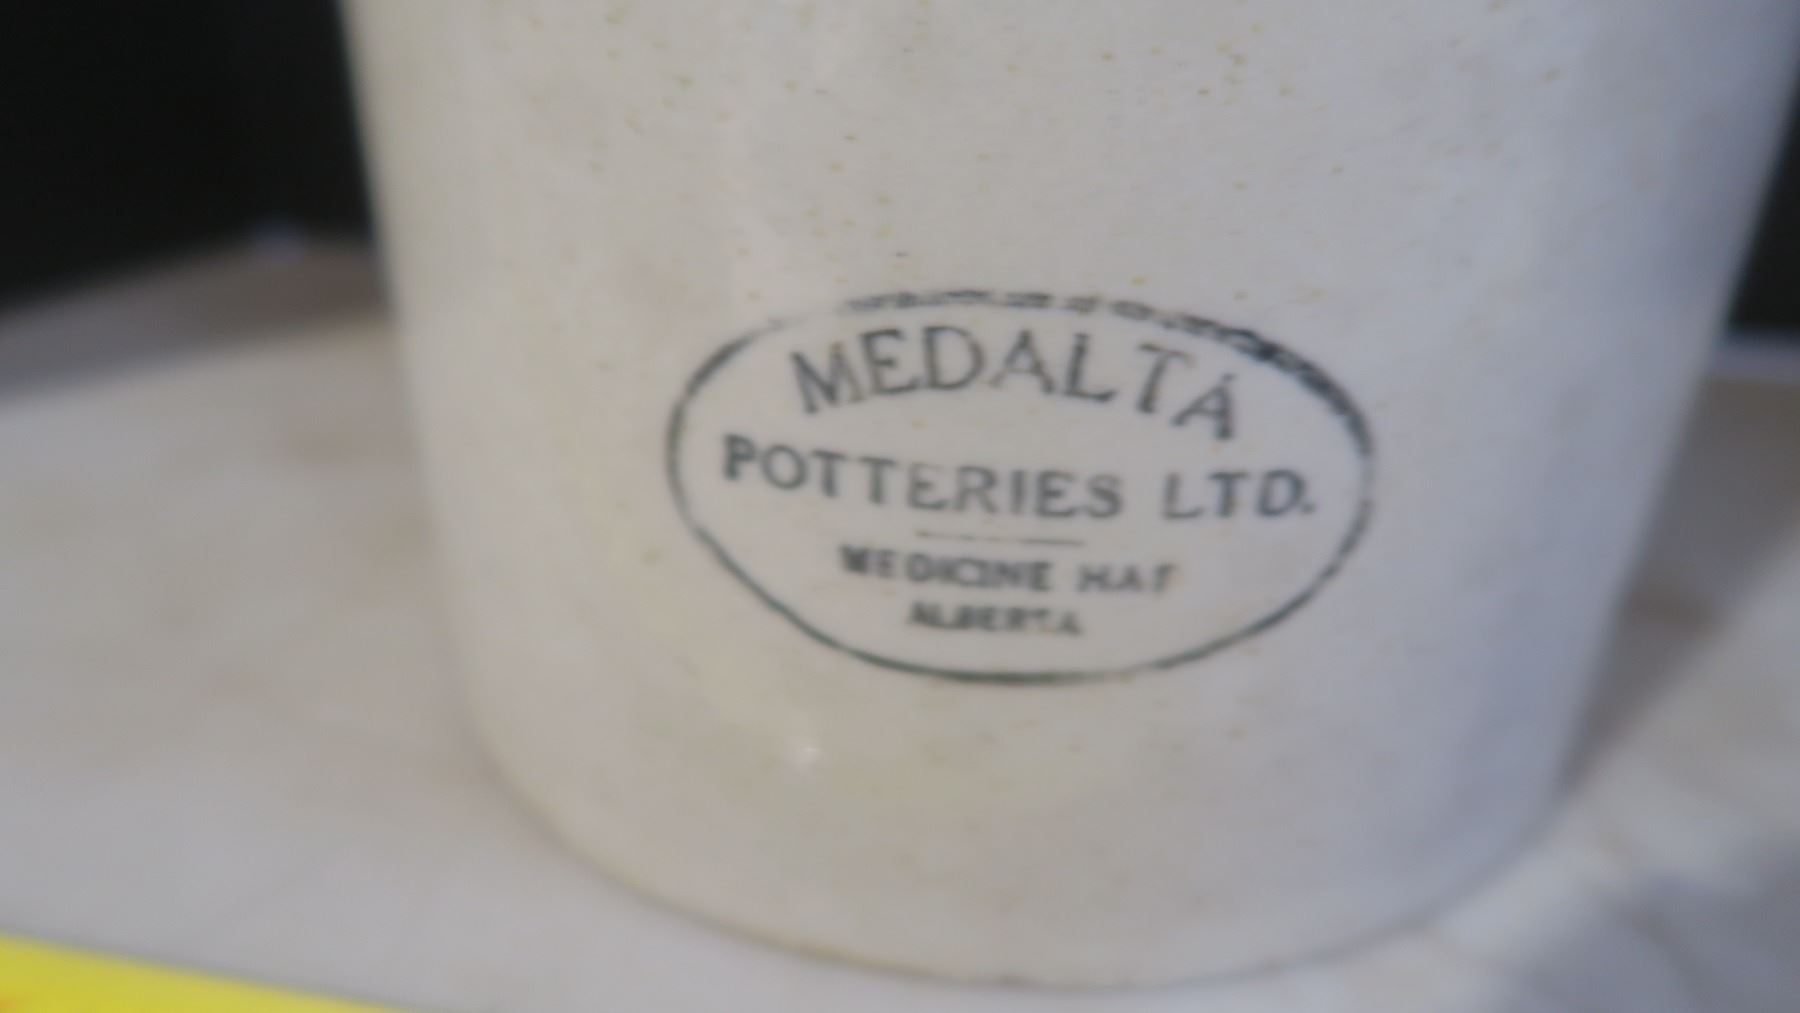 MEDALTA
POTTERIES LTD.
MEDICINE HAT
ALBERTA